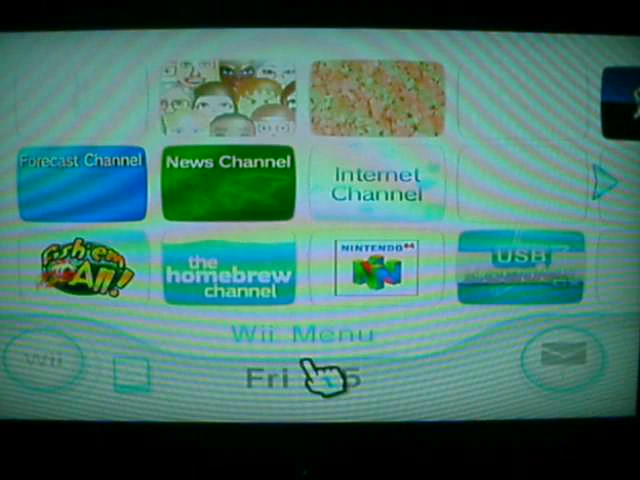 Forecast Channel
News Channel
Internet
Channel
Fish'em
All!
the
homebrew
channel
NINTENDO 64
USB
Wii Menu
Wii
Fri